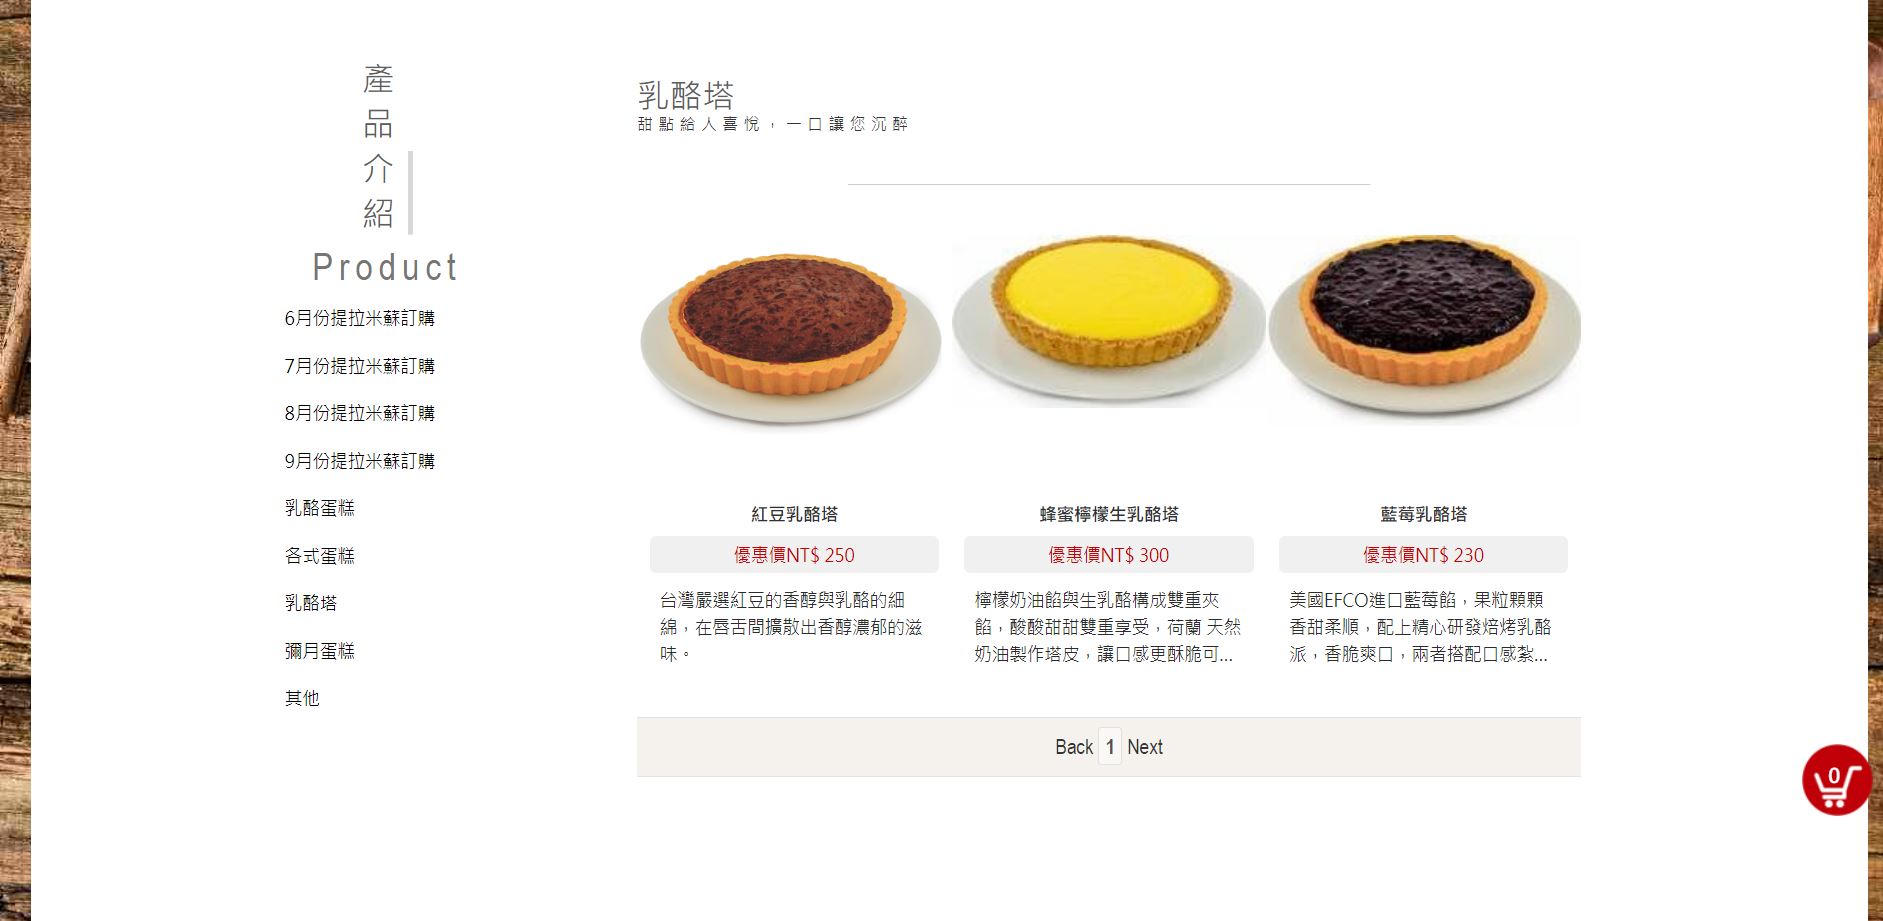 產
品
介
紹
Product
6月份提拉米蘇訂購
7月份提拉米蘇訂購
8月份提拉米蘇訂購
9月份提拉米蘇訂購
乳酪蛋糕
各式蛋糕
乳酪塔
彌月蛋糕
其他
乳酪塔
甜點給人喜悅，一口讓您沉醉
紅豆乳酪塔
優惠價NT$ 250
台灣嚴選紅豆的香醇與乳酪的細
綿，在唇舌間擴散出香醇濃郁的滋
味。
蜂蜜檸檬生乳酪塔
優惠價NT$ 300
檸檬奶油餡與生乳酪構成雙重夾
餡，酸酸甜甜雙重享受，荷蘭 天然
奶油製作塔皮，讓口感更酥脆可...
藍莓乳酪塔
優惠價NT$ 230
美國EFCO進口藍莓餡，果粒顆顆
香甜柔順，配上精心研發焙烤乳酪
派，香脆爽口，兩者搭配口感紮...
Back 1 Next
0